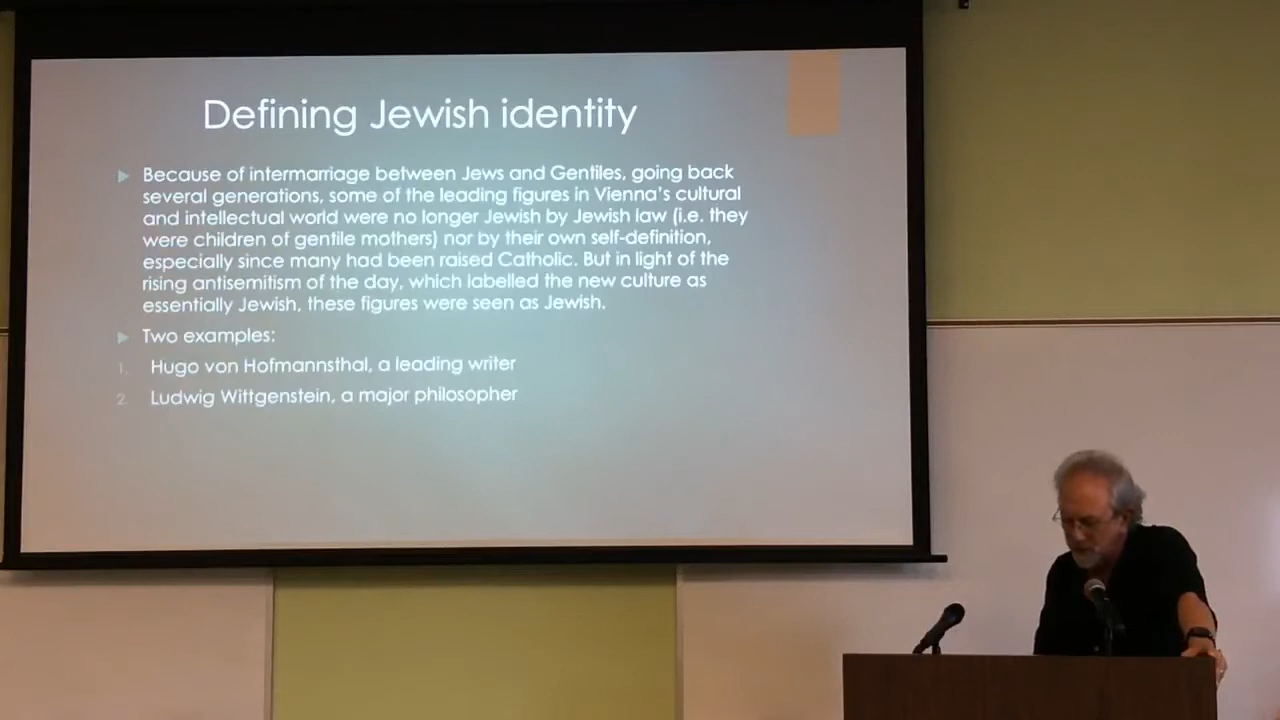 Defining Jewish identity
Because of intermarriage between Jews and Gentiles, going back
several generations, some of the leading figures in Vienna's cultural
and intellectual world were no longer Jewish by Jewish law (i.e. they
were children of gentile mothers) nor by their own self-definition,
especially since many had been raised Catholic. But in light of the
rising antisemitism of the day, which labelled the new culture as
essentially Jewish, these figures were seen as Jewish.
Two examples:
1. Hugo von Hofmannsthal, a leading writer
2. Ludwig Wittgenstein, a major philosopher